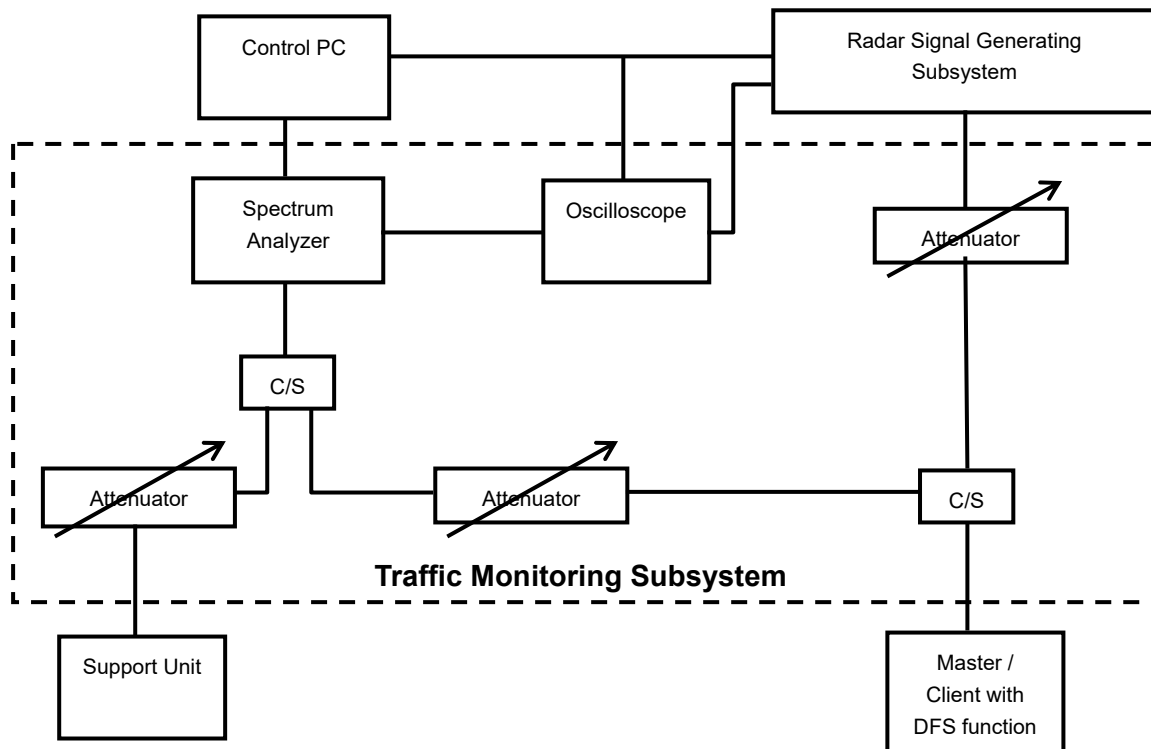 Control PC
Radar Signal Generating
Subsystem
Spectrum
Analyzer
Oscilloscope
Attenuator
C/S
Attenuator
Attenuator
C/S
Traffic Monitoring Subsystem
Support Unit
Master /
Client with
DFS function